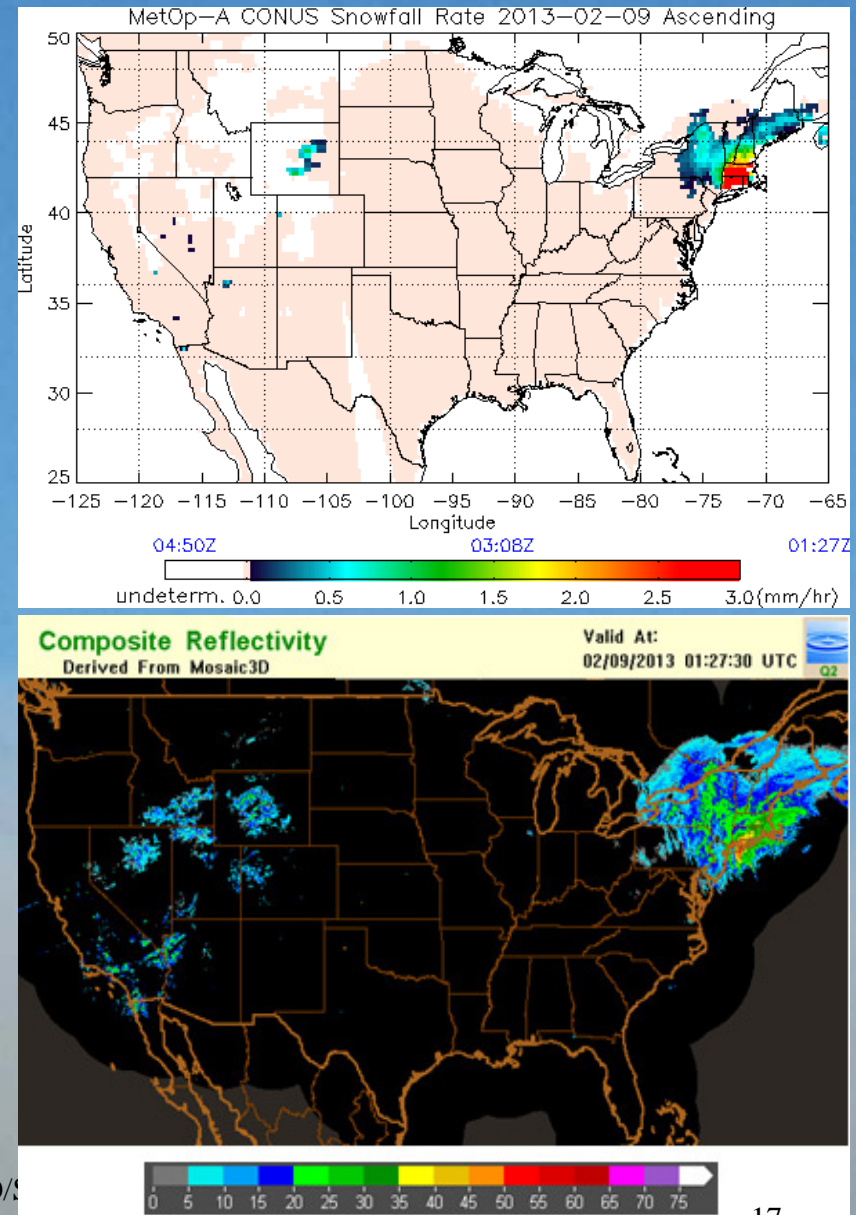 MetOp-A CONUS Snowfall Rate 2013-02-09 Ascending
50
45
40
35
30
25
Latitude
-125 -120 -115 -110 -105 -100 -95 -90 -85 -80 -75 -70 -65
Longitude
04:50Z 03:08Z 01:27Z
undeterm. 0.0 0.5 1.0 1.5 2.0 2.5 3.0(mm/hr)
Composite Reflectivity
Derived From Mosaic3D
Valid At:
02/09/2013 01:27:30 UTC
Q2
0 5 10 15 20 25 30 35 40 45 50 55 60 65 70 75
17